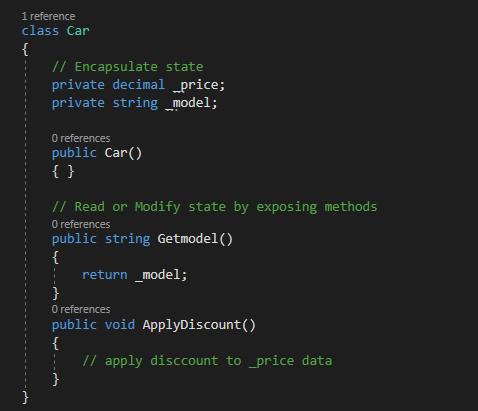 1 reference
class Car
{
// Encapsulate state
private decimal _price;
private string _model;
0 references
public Car()
{ }
// Read or Modify state by exposing methods
0 references
public string Getmodel()
{
return _model;
}
0 references
public void ApplyDiscount()
{
// apply disccount to _price data
}
}